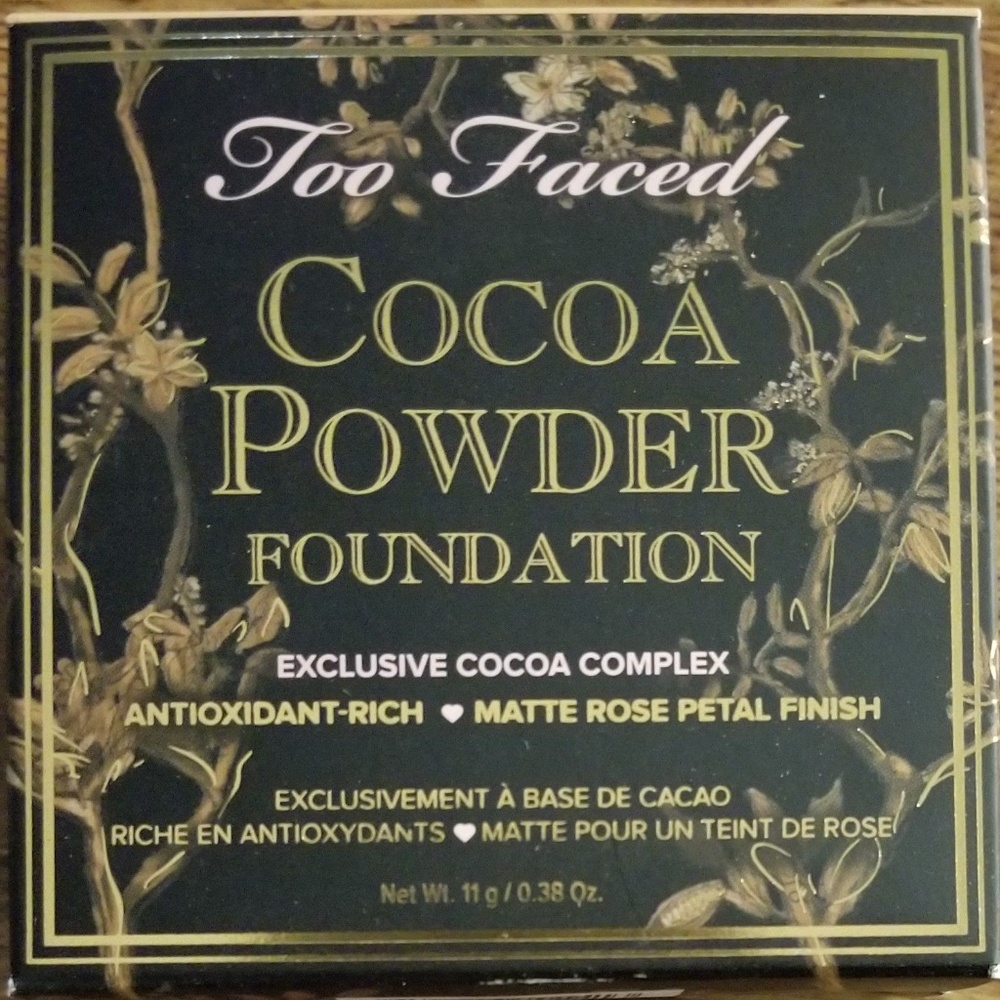 Too Faced
COCOA
POWDER
FOUNDATION
EXCLUSIVE COCOA COMPLEX
ANTIOXIDANT-RICH ♥ MATTE ROSE PETAL FINISH
EXCLUSIVEMENT À BASE DE CACAO
RICHE EN ANTIOXYDANTS ♥ MATTE POUR UN TEINT DE ROSE
Net Wt. 11 g / 0.38 Oz.